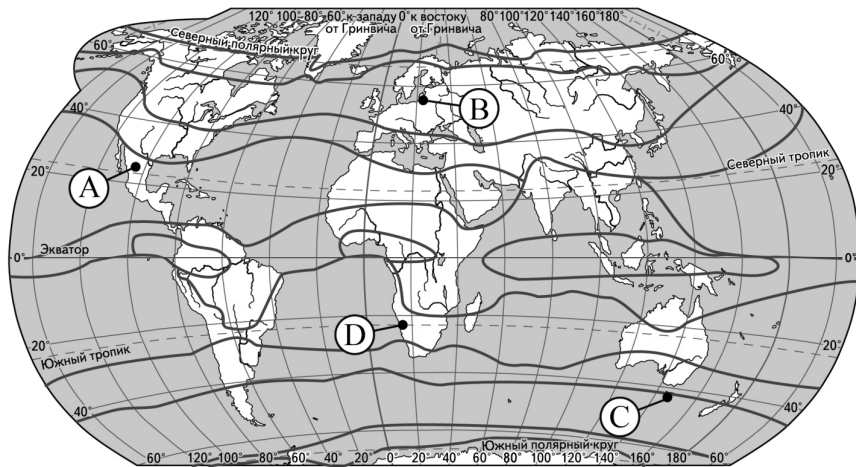 120° 100° 80° 60° к западу от Гринвича 0° к востоку от Гринвича 80° 100° 120° 140° 160° 180°
Северный полярный круг
60°
60°
40°
40°
B
Северный тропик
A
20°
20°
Экватор
0°
0°
D
20°
20°
Южный тропик
C
40°
40°
Южный полярный круг
60° 120° 100° 80° 60° 40° 20° 0° 20° 40° 60° 80° 100° 120° 140° 160° 180° 60°